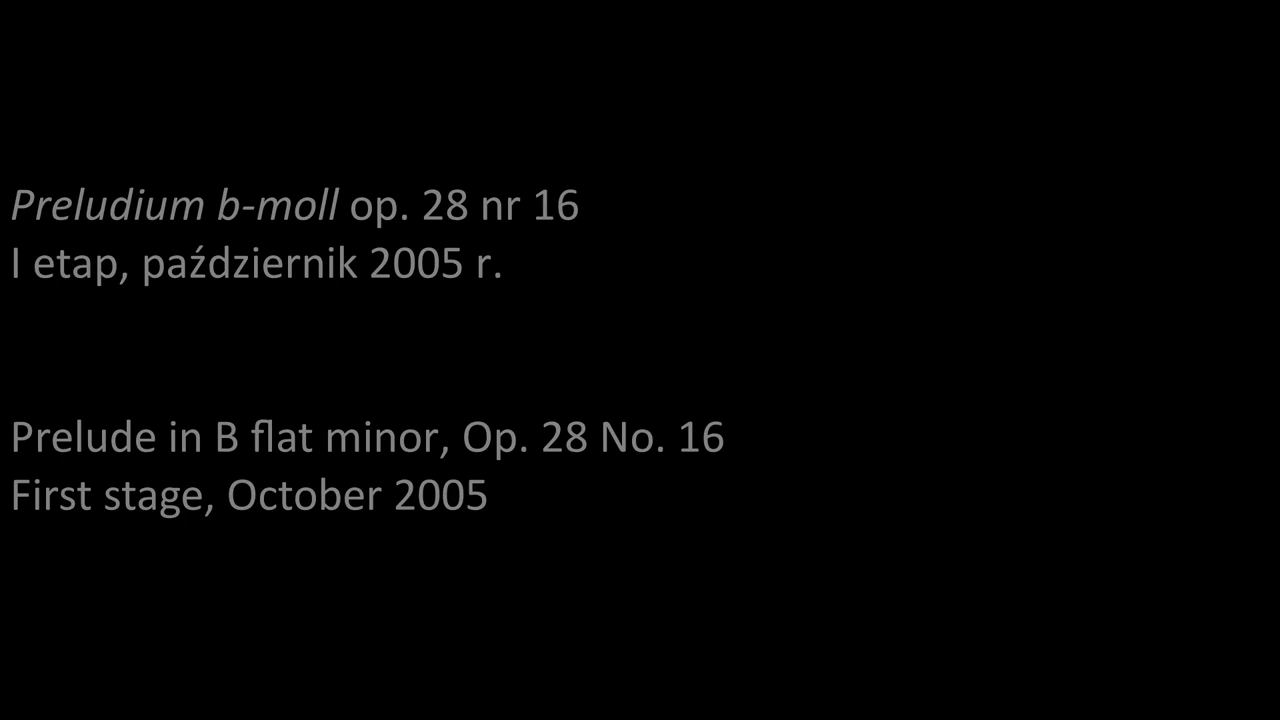 Preludium b-moll op. 28 nr 16
I etap, październik 2005 r.
Prelude in B flat minor, Op. 28 No. 16
First stage, October 2005